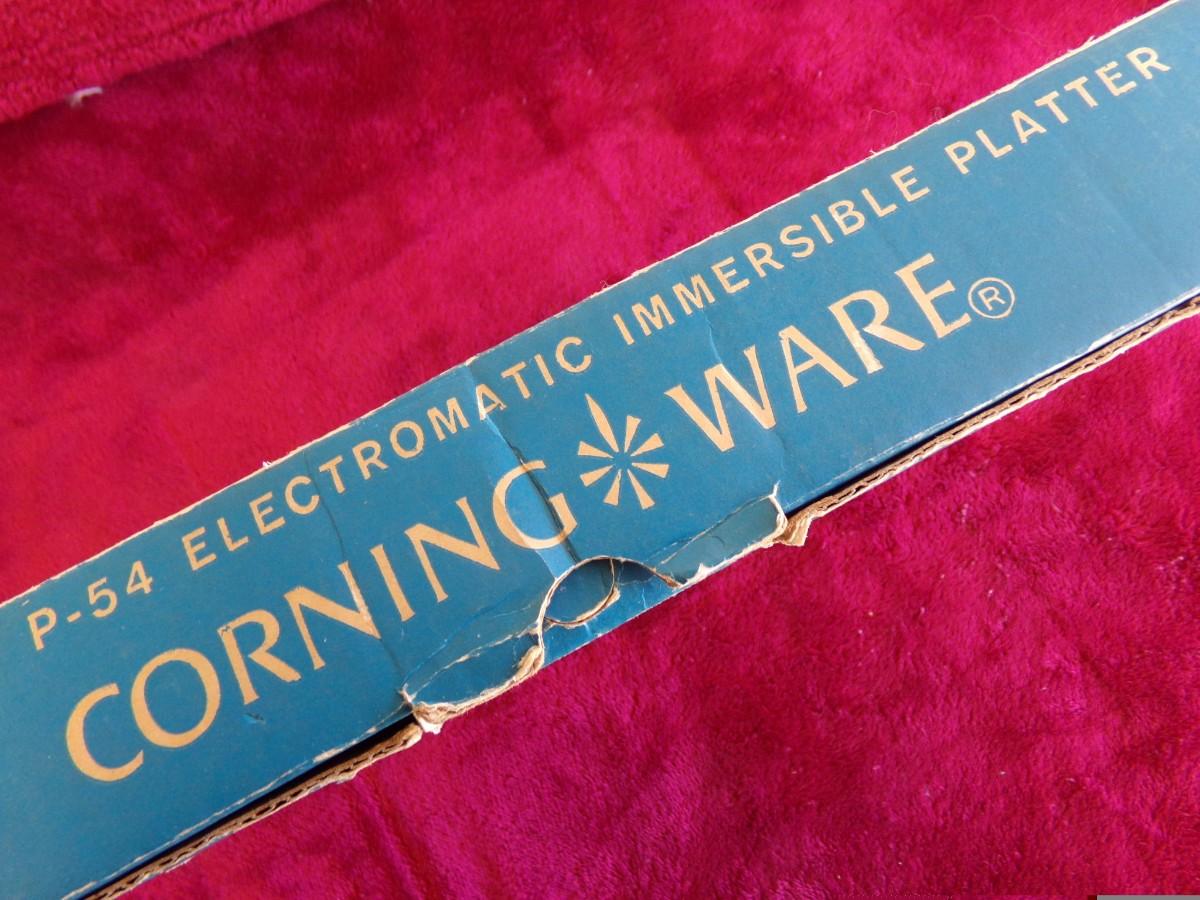 P-54 ELECTROMATIC IMMERSIBLE PLATTER
CORNING WARE®